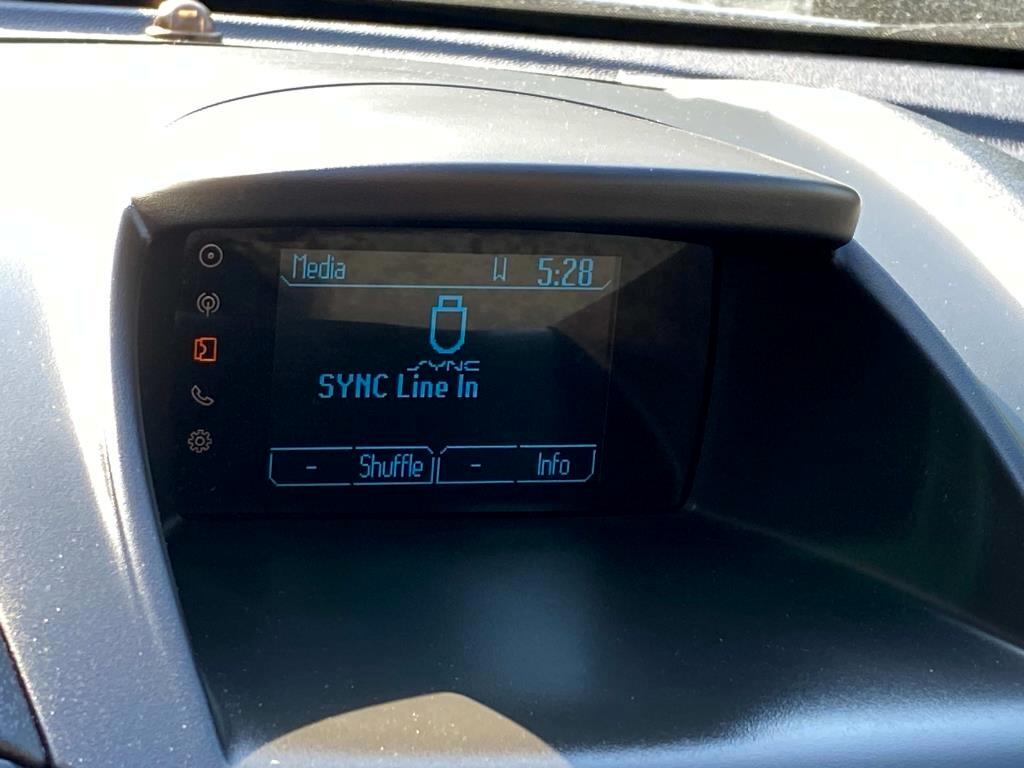 Media W 5:28
SYNC
SYNC Line In
- Shuffle - Info